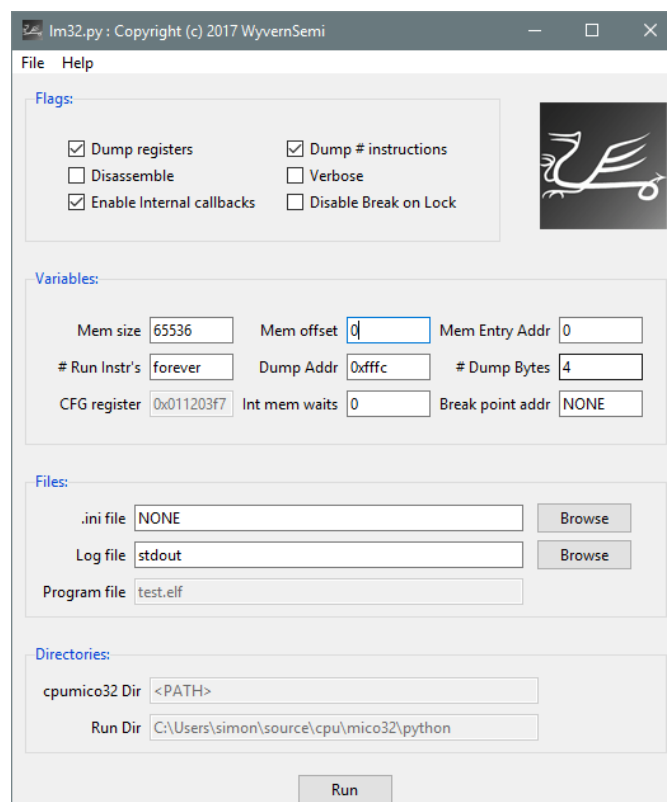 lm32.py : Copyright (c) 2017 WyvernSemi
File Help
Flags:
Dump registers Dump # instructions
Disassemble Verbose
Enable Internal callbacks Disable Break on Lock
Variables:
Mem size 65536 Mem offset 0 Mem Entry Addr 0
# Run Instr's forever Dump Addr 0xfffc # Dump Bytes 4
CFG register 0x011203f7 Int mem waits 0 Break point addr NONE
Files:
.ini file NONE Browse
Log file stdout Browse
Program file test.elf
Directories:
cpumico32 Dir <PATH>
Run Dir C:\Users\simon\source\cpu\mico32\python
Run